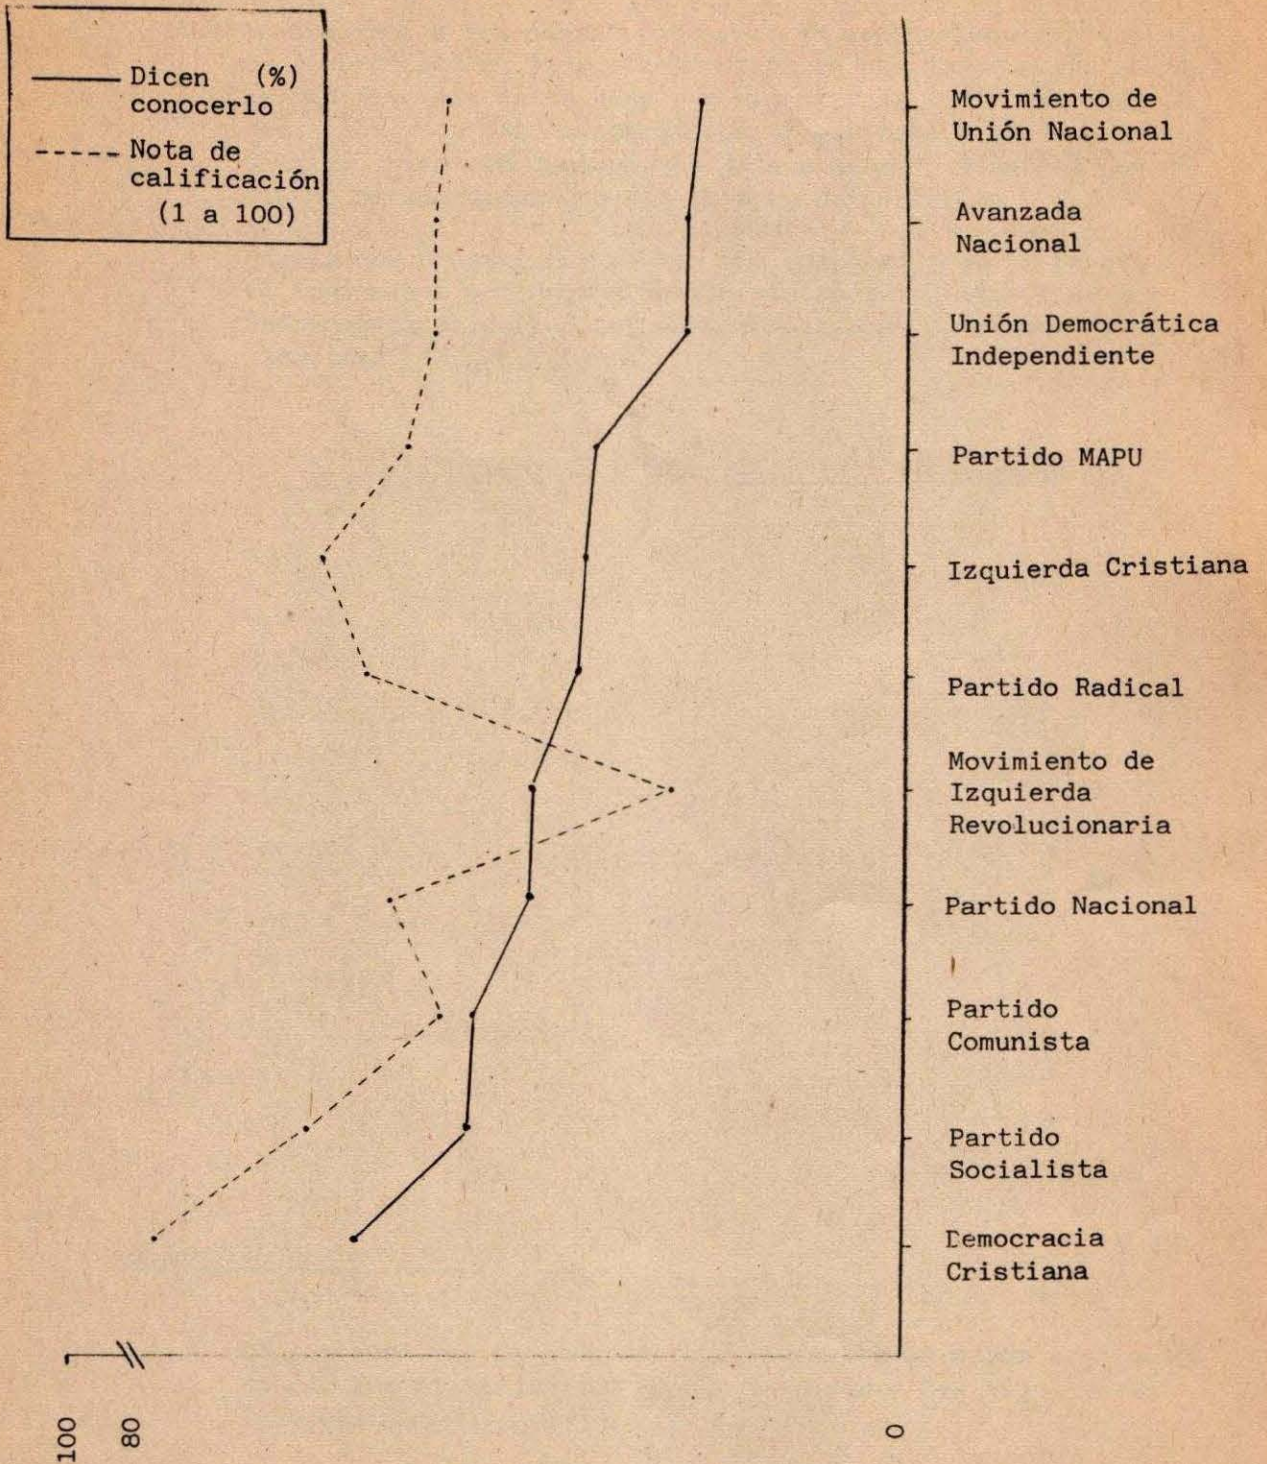 Dicen (%)
conocerlo
Nota de
calificación
(1 a 100)
Movimiento de
Unión Nacional
Avanzada
Nacional
Unión Democrática
Independiente
Partido MAPU
Izquierda Cristiana
Partido Radical
Movimiento de
Izquierda
Revolucionaria
Partido Nacional
Partido
Comunista
Partido
Socialista
Democracia
Cristiana
100
80
0